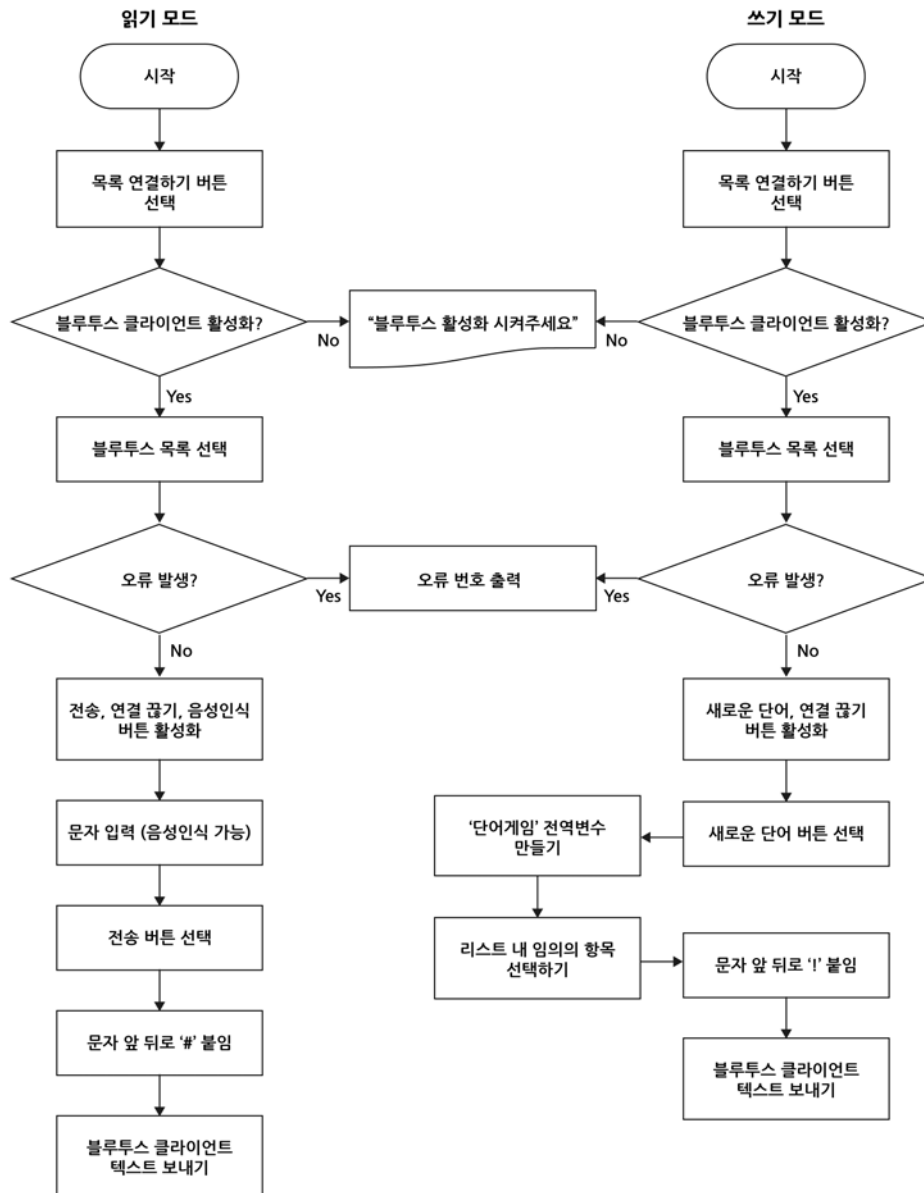 읽기 모드
시작
목록 연결하기 버튼
선택
블루투스 클라이언트 활성화?
No
Yes
블루투스 목록 선택
오류 발생?
Yes
No
전송, 연결 끊기, 음성인식
버튼 활성화
문자 입력 (음성인식 가능)
전송 버튼 선택
문자 앞 뒤로 ‘#’ 붙임
블루투스 클라이언트
텍스트 보내기
“블루투스 활성화 시켜주세요”
오류 번호 출력
쓰기 모드
시작
목록 연결하기 버튼
선택
블루투스 클라이언트 활성화?
No
Yes
블루투스 목록 선택
오류 발생?
Yes
No
새로운 단어, 연결 끊기
버튼 활성화
새로운 단어 버튼 선택
‘단어게임’ 전역변수
만들기
리스트 내 임의의 항목
선택하기
문자 앞 뒤로 ‘!’ 붙임
블루투스 클라이언트
텍스트 보내기